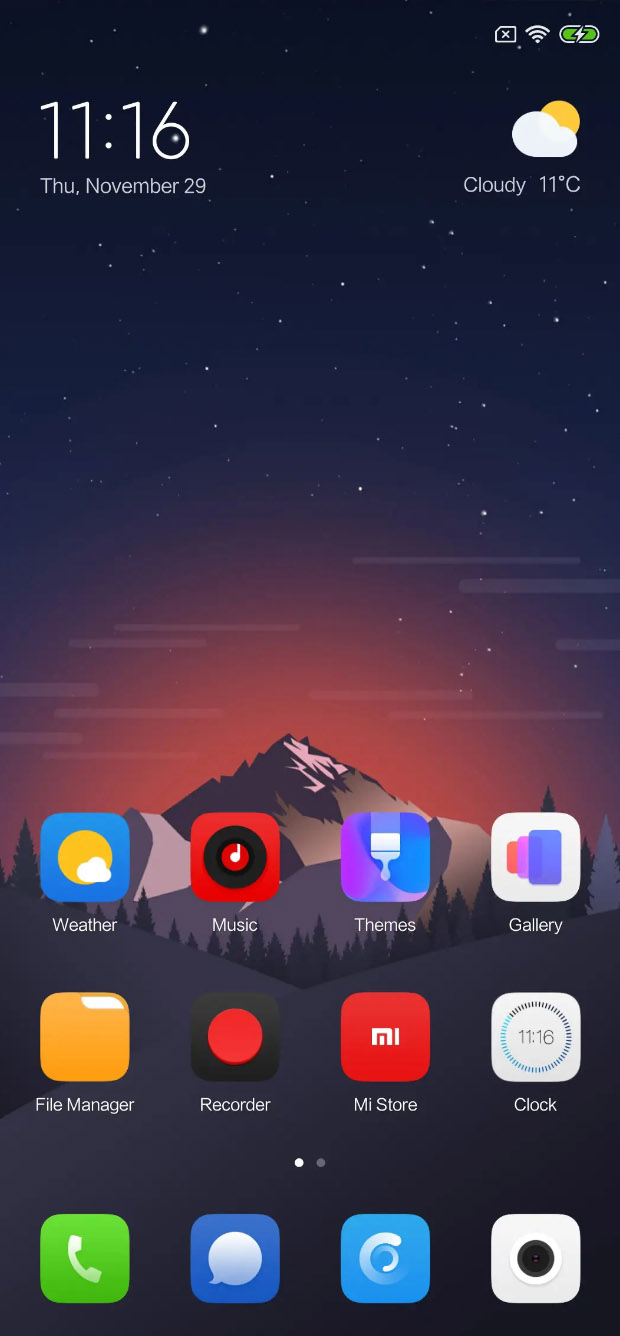 11:16
Thu, November 29
Cloudy 11°C
Weather
Music
Themes
Gallery
mi
11:16
File Manager
Recorder
Mi Store
Clock